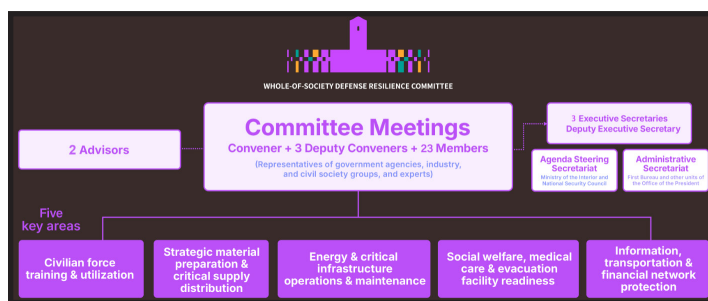 WHOLE-OF-SOCIETY DEFENSE RESILIENCE COMMITTEE
Committee Meetings
Convener + 3 Deputy Conveners + 23 Members
(Representatives of government agencies, industry,
and civil society groups, and experts)
2 Advisors
3 Executive Secretaries
Deputy Executive Secretary
Agenda Steering
Secretariat
Ministry of the Interior and
National Security Council
Administrative
Secretariat
First Bureau and other units of
the Office of the President
Five
key areas
Civilian force
training & utilization
Strategic material
preparation &
critical supply
distribution
Energy & critical
infrastructure
operations & maintenance
Social welfare, medical
care & evacuation
facility readiness
Information,
transportation &
financial network
protection